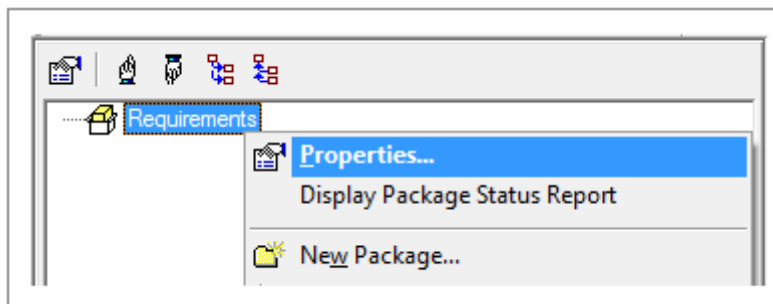 Requirements
Properties...
Display Package Status Report
New Package...